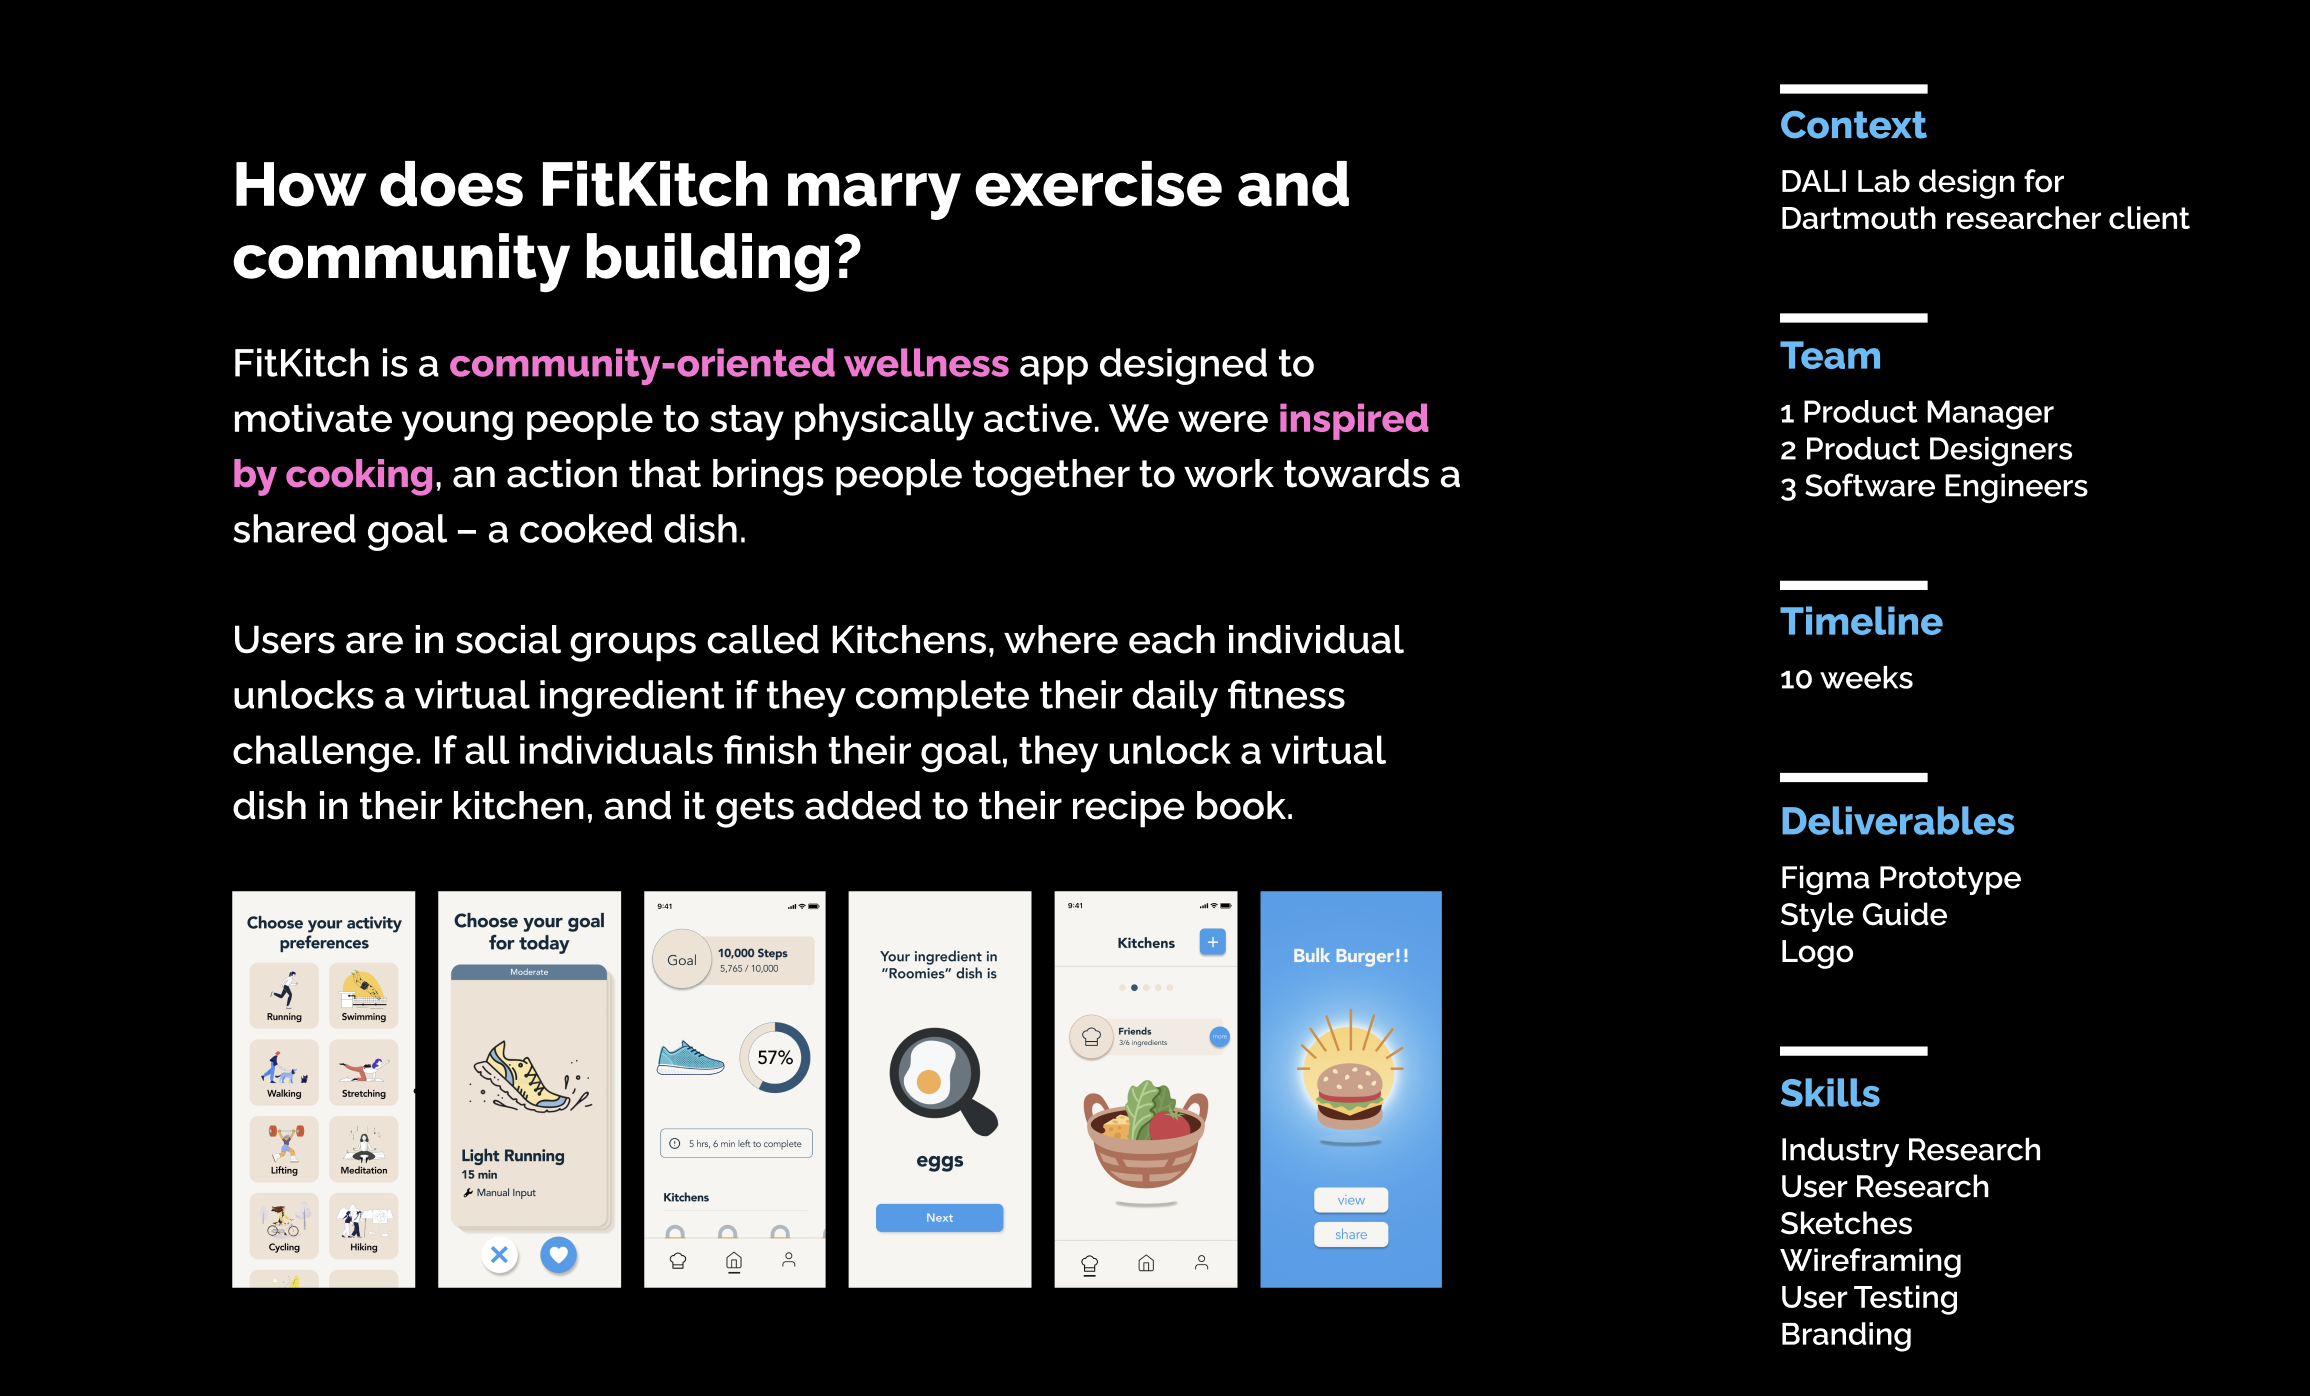 How does FitKitch marry exercise and
community building?
FitKitch is a community-oriented wellness app designed to
motivate young people to stay physically active. We were inspired
by cooking, an action that brings people together to work towards a
shared goal – a cooked dish.
Users are in social groups called Kitchens, where each individual
unlocks a virtual ingredient if they complete their daily fitness
challenge. If all individuals finish their goal, they unlock a virtual
dish in their kitchen, and it gets added to their recipe book.
Choose your activity
preferences
Running
Swimming
Walking
Stretching
Lifting
Meditation
Cycling
Hiking
Choose your goal
for today
Moderate
Light Running
15 min
Manual Input
9:41
Goal
10,000 Steps
5,765 / 10,000
57%
5 hrs, 6 min left to complete
Kitchens
Your ingredient in
“Roomies” dish is
eggs
Next
9:41
Kitchens
+
Friends
3/6 ingredients
more
Bulk Burger!!
view
share
Context
DALI Lab design for
Dartmouth researcher client
Team
1 Product Manager
2 Product Designers
3 Software Engineers
Timeline
10 weeks
Deliverables
Figma Prototype
Style Guide
Logo
Skills
Industry Research
User Research
Sketches
Wireframing
User Testing
Branding